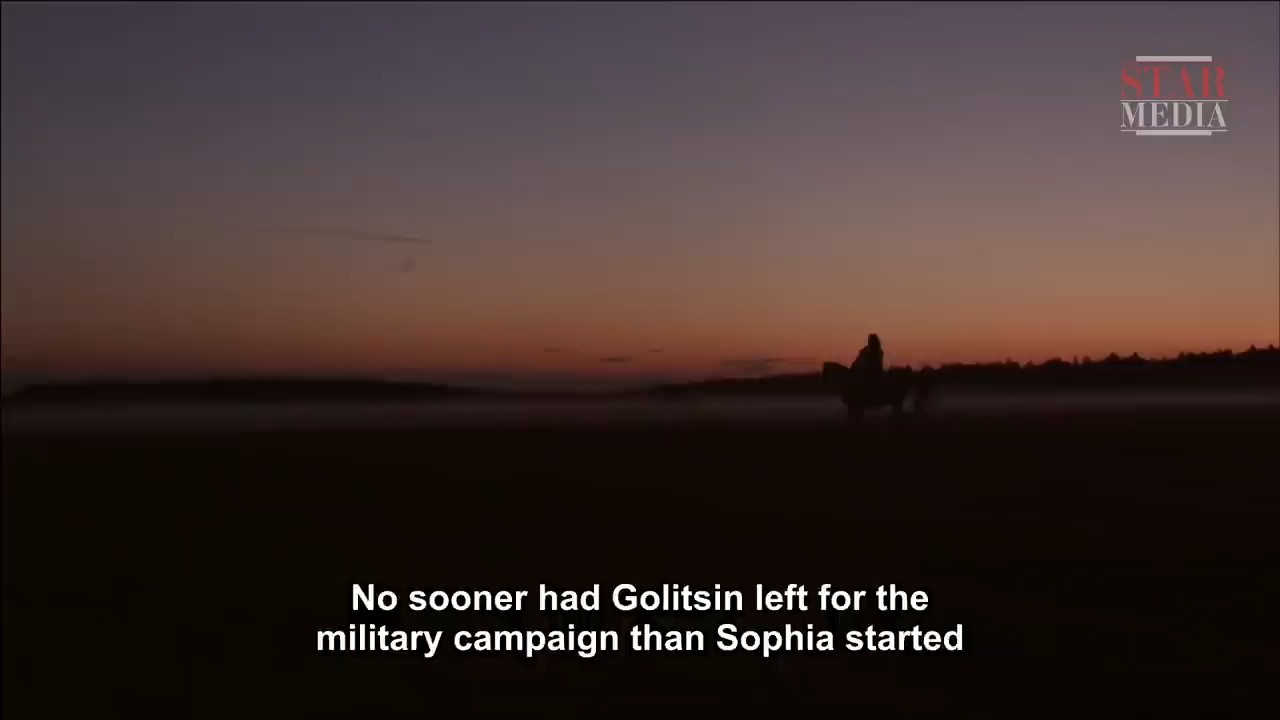 STAR
MEDIA
No sooner had Golitsin left for the
military campaign than Sophia started